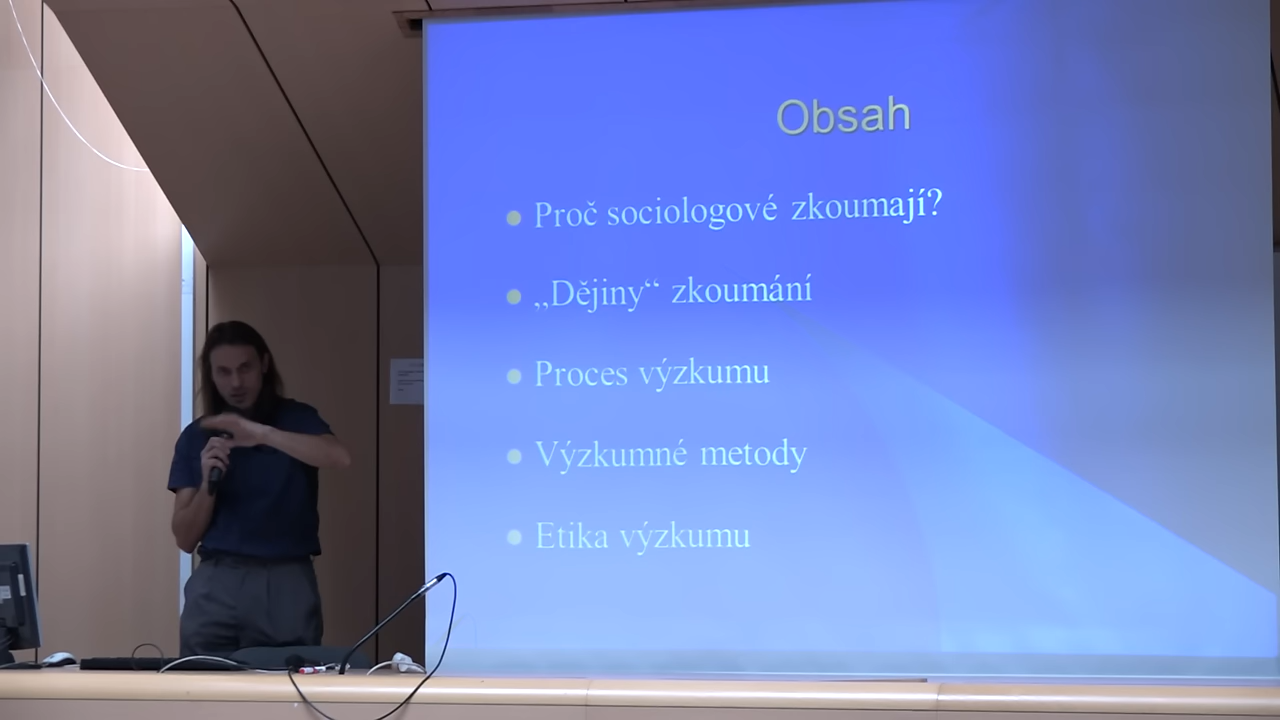 Obsah
Proč sociologové zkoumají?
„Dějiny“ zkoumání
Proces výzkumu
Výzkumné metody
Etika výzkumu